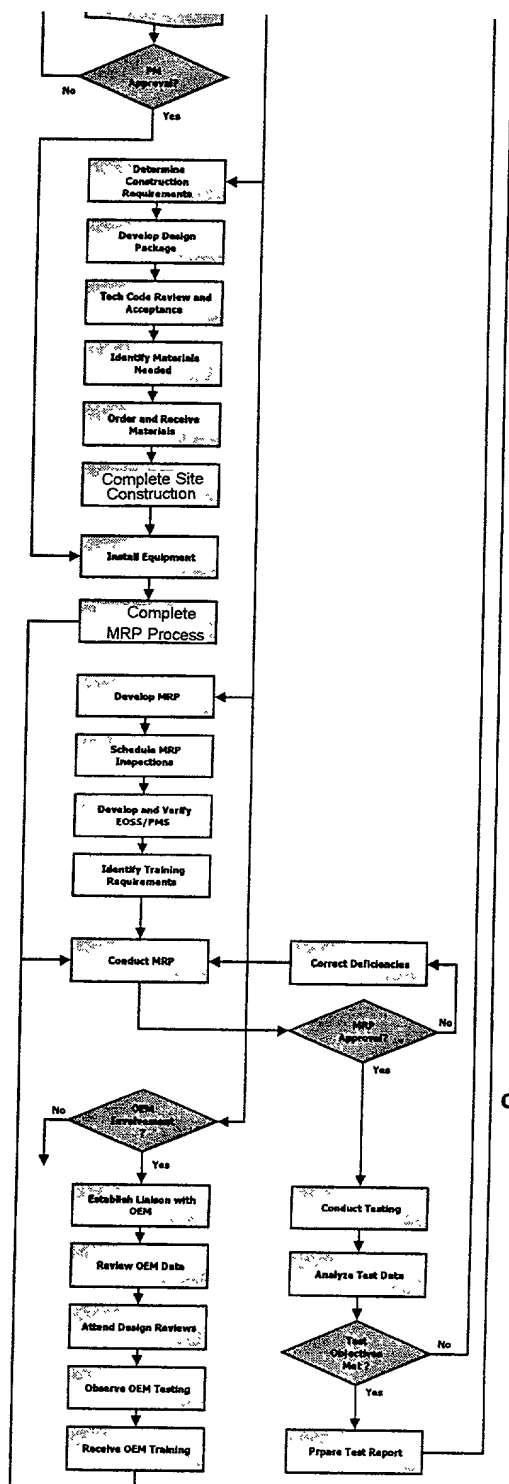 PM
Approval?
No
Yes
Determine
Construction
Requirements
Develop Design
Package
Tech Code Review and
Acceptance
Identify Materials
Needed
Order and Receive
Materials
Complete Site
Construction
Install Equipment
Complete
MRP Process
Develop MRP
Schedule MRP
Inspections
Develop and Verify
EOSS/PMS
Identify Training
Requirements
Conduct MRP
Correct Deficiencies
MRP
Approval?
No
Yes
OEM
Involvement
?
No
Yes
Establish Liaison with
OEM
Review OEM Data
Attend Design Reviews
Observe OEM Testing
Receive OEM Training
Conduct Testing
Analyze Test Data
Test
Objectives
Met?
No
Yes
Prpare Test Report